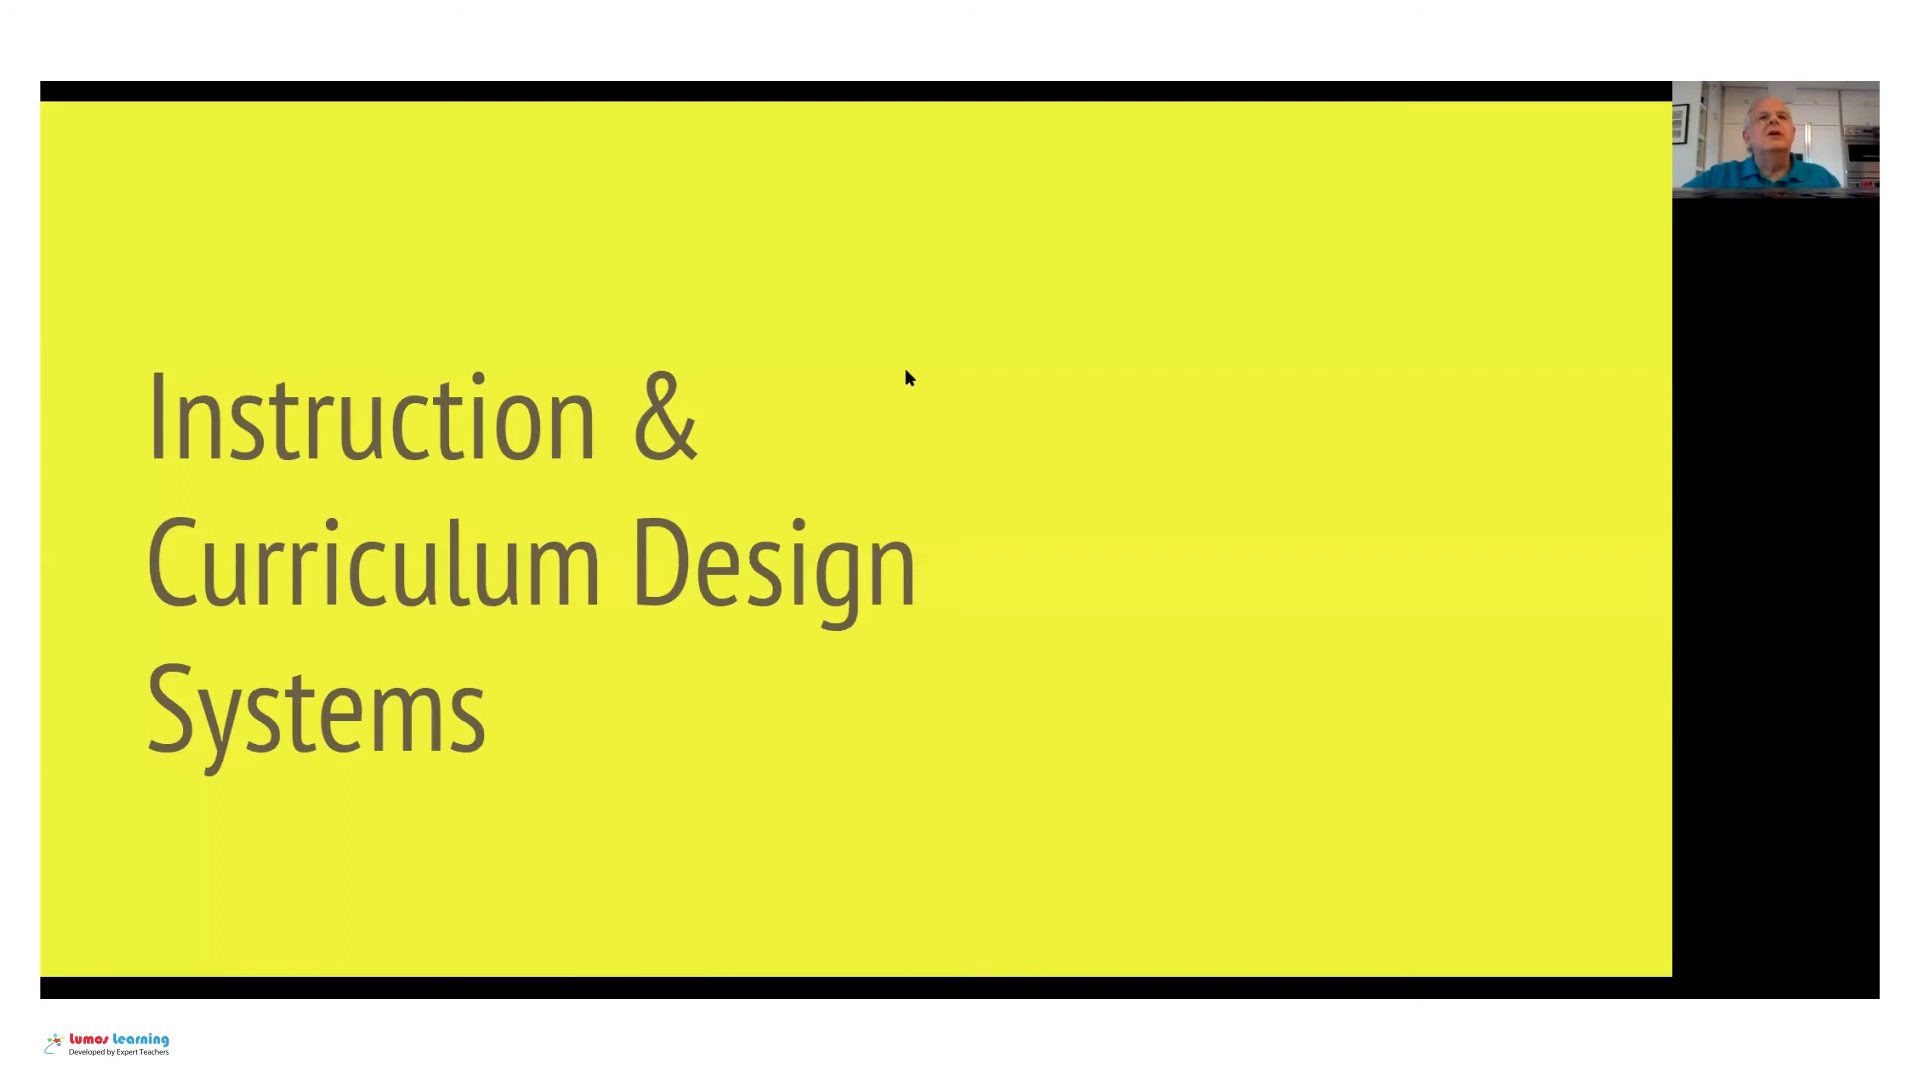 Instruction &
Curriculum Design
Systems
Lumos Learning
Developed by Expert Teachers